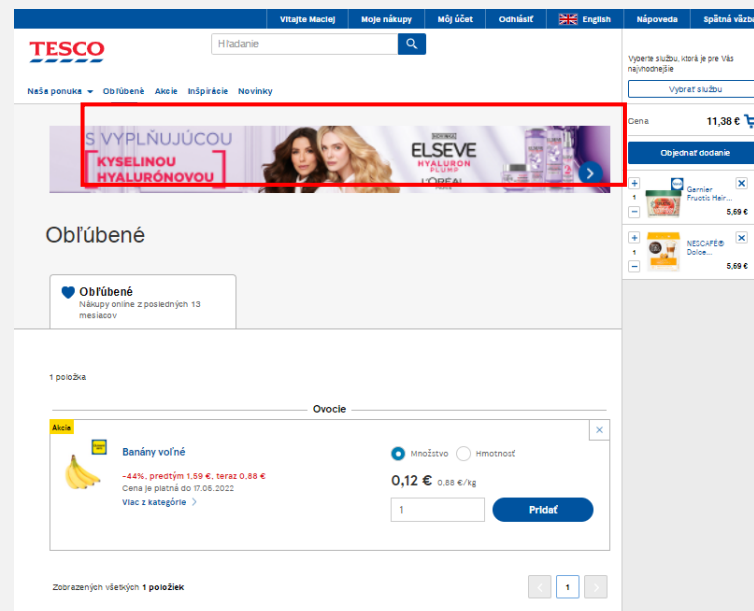 Vitajte Maciej Moje nákupy Môj účet Odhlásiť English Nápoveda Spätná väzba
TESCO
Hľadanie
Naša ponuka Obľúbené Akcie Inšpirácie Novinky
S VYPLŇUJÚCOU
KYSELINOU
HYALURÓNOVOU
ELSEVE
HYALURON
PLUMP
L'ORÉAL
Vyberte službu, ktorá je pre Vás
najvhodnejšie
Vybrať službu
Cena 11,38 €
Objednať dodanie
1
Garnier
Fructis Hair...
5,69 €
1
NESCAFÉ®
Dolce...
5,69 €
Obľúbené
Obľúbené
Nákupy online z posledných 13
mesiacov
1 položka
Ovocie
Akcia
Banány voľné
-44%, predtým 1.59 €, teraz 0,88 €
Cena je platná do 17.05.2022
Viac z kategórie
Množstvo Hmotnosť
0,12 € 0,88 €/kg
1 Pridať
Zobrazených všetkých 1 položiek
1